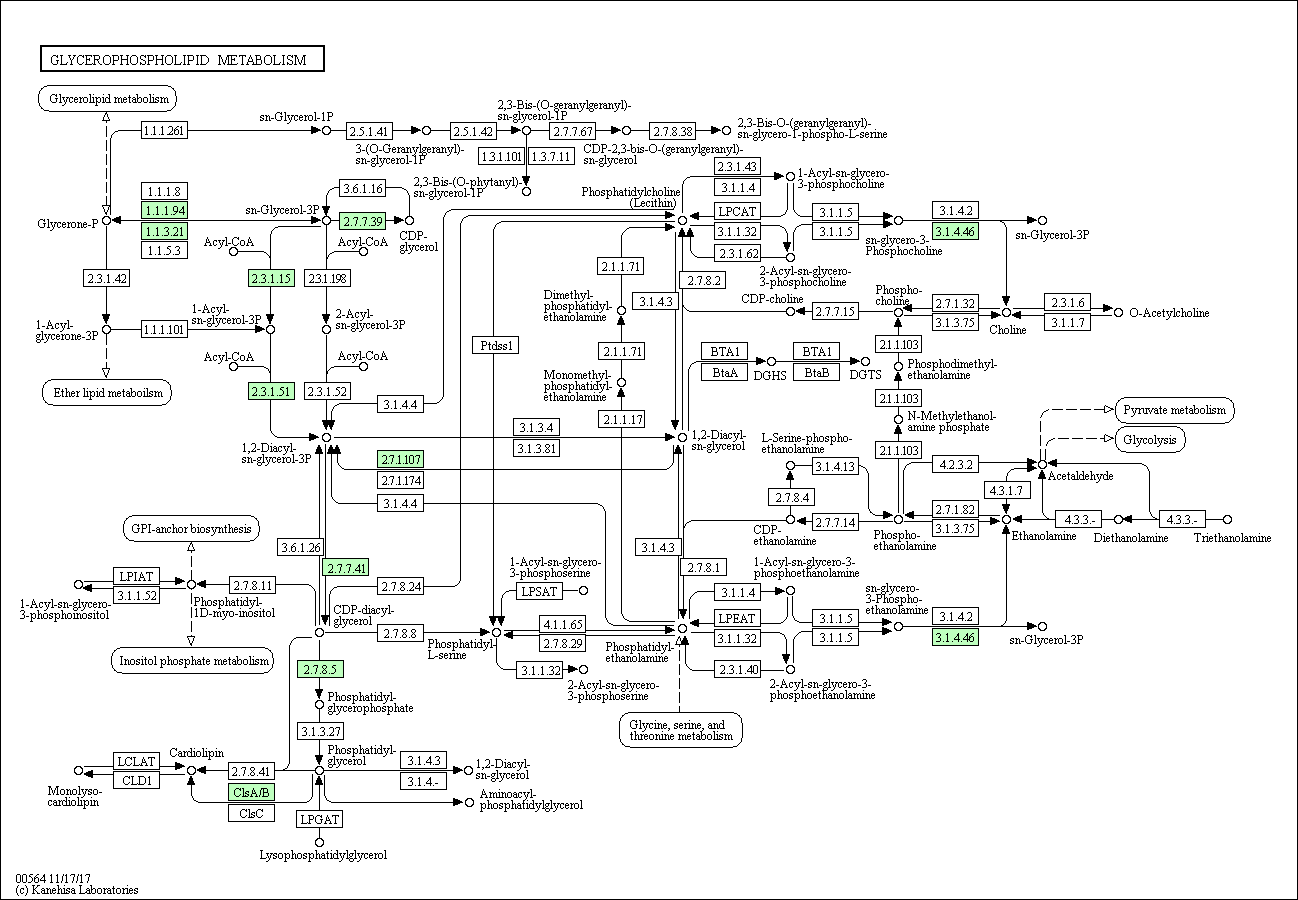 GLYCEROPHOSPHOLIPID METABOLISM
Glycerolipid metabolism
1.1.1.261
sn-Glycerol-1P
2.5.1.41
3-(O-Geranylgeranyl)-
sn-glycerol-1P
2.5.1.42
2,3-Bis-(O-geranylgeranyl)-
sn-glycerol-1P
2.7.7.67
CDP-2,3-bis-O-(geranylgeranyl)-
sn-glycerol
2.7.8.38
2,3-Bis-O-(geranylgeranyl)-
sn-glycero-1-phospho-L-serine
1.3.1.101
1.3.7.11
2,3-Bis-(O-phytanyl)-
sn-glycerol-1P
1.1.1.8
1.1.1.94
1.1.3.21
1.1.5.3
Glycerone-P
sn-Glycerol-3P
3.6.1.16
2.7.7.39
CDP-
glycerol
Acyl-CoA
Acyl-CoA
2.3.1.42
2.3.1.15
2.3.1.198
1-Acyl-
glycerone-3P
1.1.1.101
1-Acyl-
sn-glycerol-3P
2-Acyl-
sn-glycerol-3P
Acyl-CoA
Acyl-CoA
Ether lipid metaboilsm
2.3.1.51
2.3.1.52
3.1.4.4
1,2-Diacyl-
sn-glycerol-3P
3.1.3.4
3.1.3.81
2.7.1.107
2.7.1.174
3.1.4.4
Ptdss1
Phosphatidylcholine
(Lecithin)
2.3.1.43
3.1.1.4
LPCAT
3.1.1.32
2.3.1.62
1-Acyl-sn-glycero-
3-phosphocholine
2-Acyl-sn-glycero-
3-phosphocholine
3.1.1.5
3.1.1.5
sn-glycero-3-
Phosphocholine
3.1.4.2
3.1.4.46
sn-Glycerol-3P
2.1.1.71
Dimethyl-
phosphatidyl-
ethanolamine
2.1.1.71
Monomethyl-
phosphatidyl-
ethanolamine
2.1.1.17
3.1.4.3
2.7.8.2
CDP-choline
2.7.7.15
Phospho-
choline
2.7.1.32
3.1.3.75
Choline
2.3.1.6
3.1.1.7
O-Acetylcholine
2.1.1.103
Phosphodimethyl-
ethanolamine
2.1.1.103
N-Methylethanol-
amine phosphate
2.1.1.103
BTA1
BtaA
DGHS
BTA1
BtaB
DGTS
1,2-Diacyl-
sn-glycerol
L-Serine-phospho-
ethanolamine
3.1.4.13
2.7.8.4
CDP-
ethanolamine
2.7.7.14
Phospho-
ethanolamine
4.2.3.2
Pyruvate metabolism
Glycolysis
Acetaldehyde
4.3.1.7
2.7.1.82
3.1.3.75
Ethanolamine
4.3.3.-
Diethanolamine
4.3.3.-
Triethanolamine
GPI-anchor biosynthesis
3.6.1.26
2.7.7.41
3.1.4.3
2.7.8.1
LPIAT
3.1.1.52
1-Acyl-sn-glycero-
3-phosphoinositol
2.7.8.11
Phosphatidyl-
1D-myo-inositol
Inositol phosphate metabolism
2.7.8.24
CDP-diacyl-
glycerol
2.7.8.8
Phosphatidyl-
L-serine
1-Acyl-sn-glycero-
3-phosphoserine
LPSAT
4.1.1.65
2.7.8.29
3.1.1.32
2-Acyl-sn-glycero-
3-phosphoserine
Phosphatidyl-
ethanolamine
1-Acyl-sn-glycero-3-
phosphoethanolamine
3.1.1.4
LPEAT
3.1.1.32
2.3.1.40
2-Acyl-sn-glycero-3-
phosphoethanolamine
3.1.1.5
3.1.1.5
sn-glycero-
3-Phospho-
ethanolamine
3.1.4.2
3.1.4.46
sn-Glycerol-3P
Glycine, serine, and
threonine metabolism
2.7.8.5
Phosphatidyl-
glycerophosphate
3.1.3.27
Phosphatidyl-
glycerol
3.1.4.3
3.1.4.-
1,2-Diacyl-
sn-glycerol
Aminoacyl-
phosphatidylglycerol
LCLAT
CLD1
Monolyso-
cardiolipin
Cardiolipin
2.7.8.41
ClsA/B
ClsC
LPGAT
Lysophosphatidylglycerol
00564 11/17/17
(c) Kanehisa Laboratories